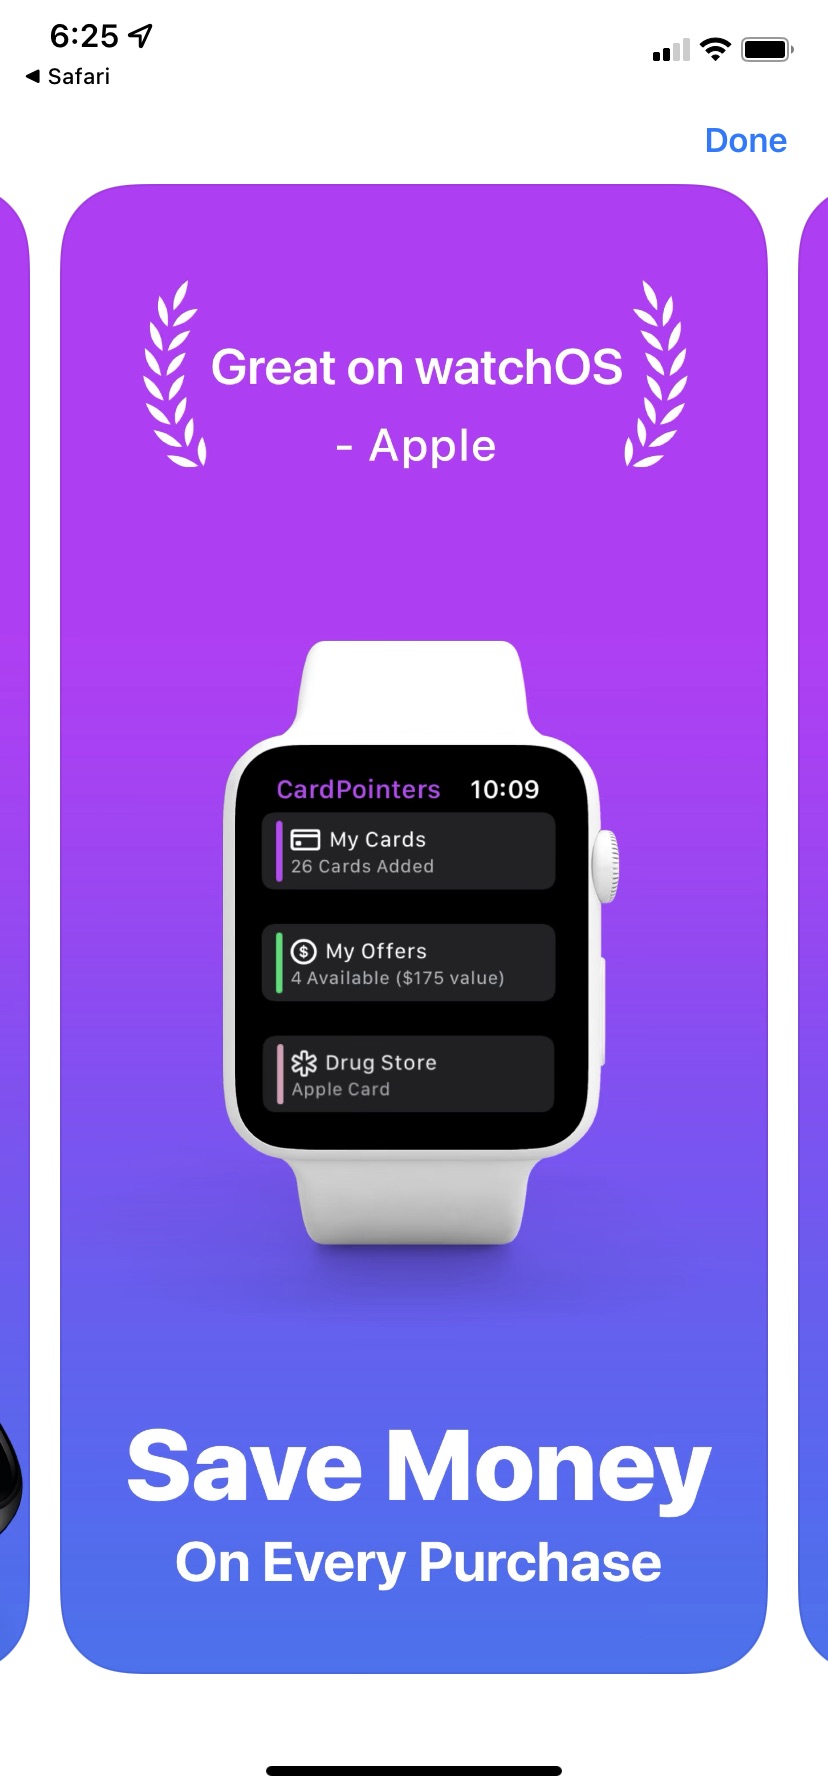 6:25
Safari
Done
Great on watchOS
- Apple
CardPointers 10:09
My Cards
26 Cards Added
My Offers
4 Available ($175 value)
Drug Store
Apple Card
Save Money
On Every Purchase